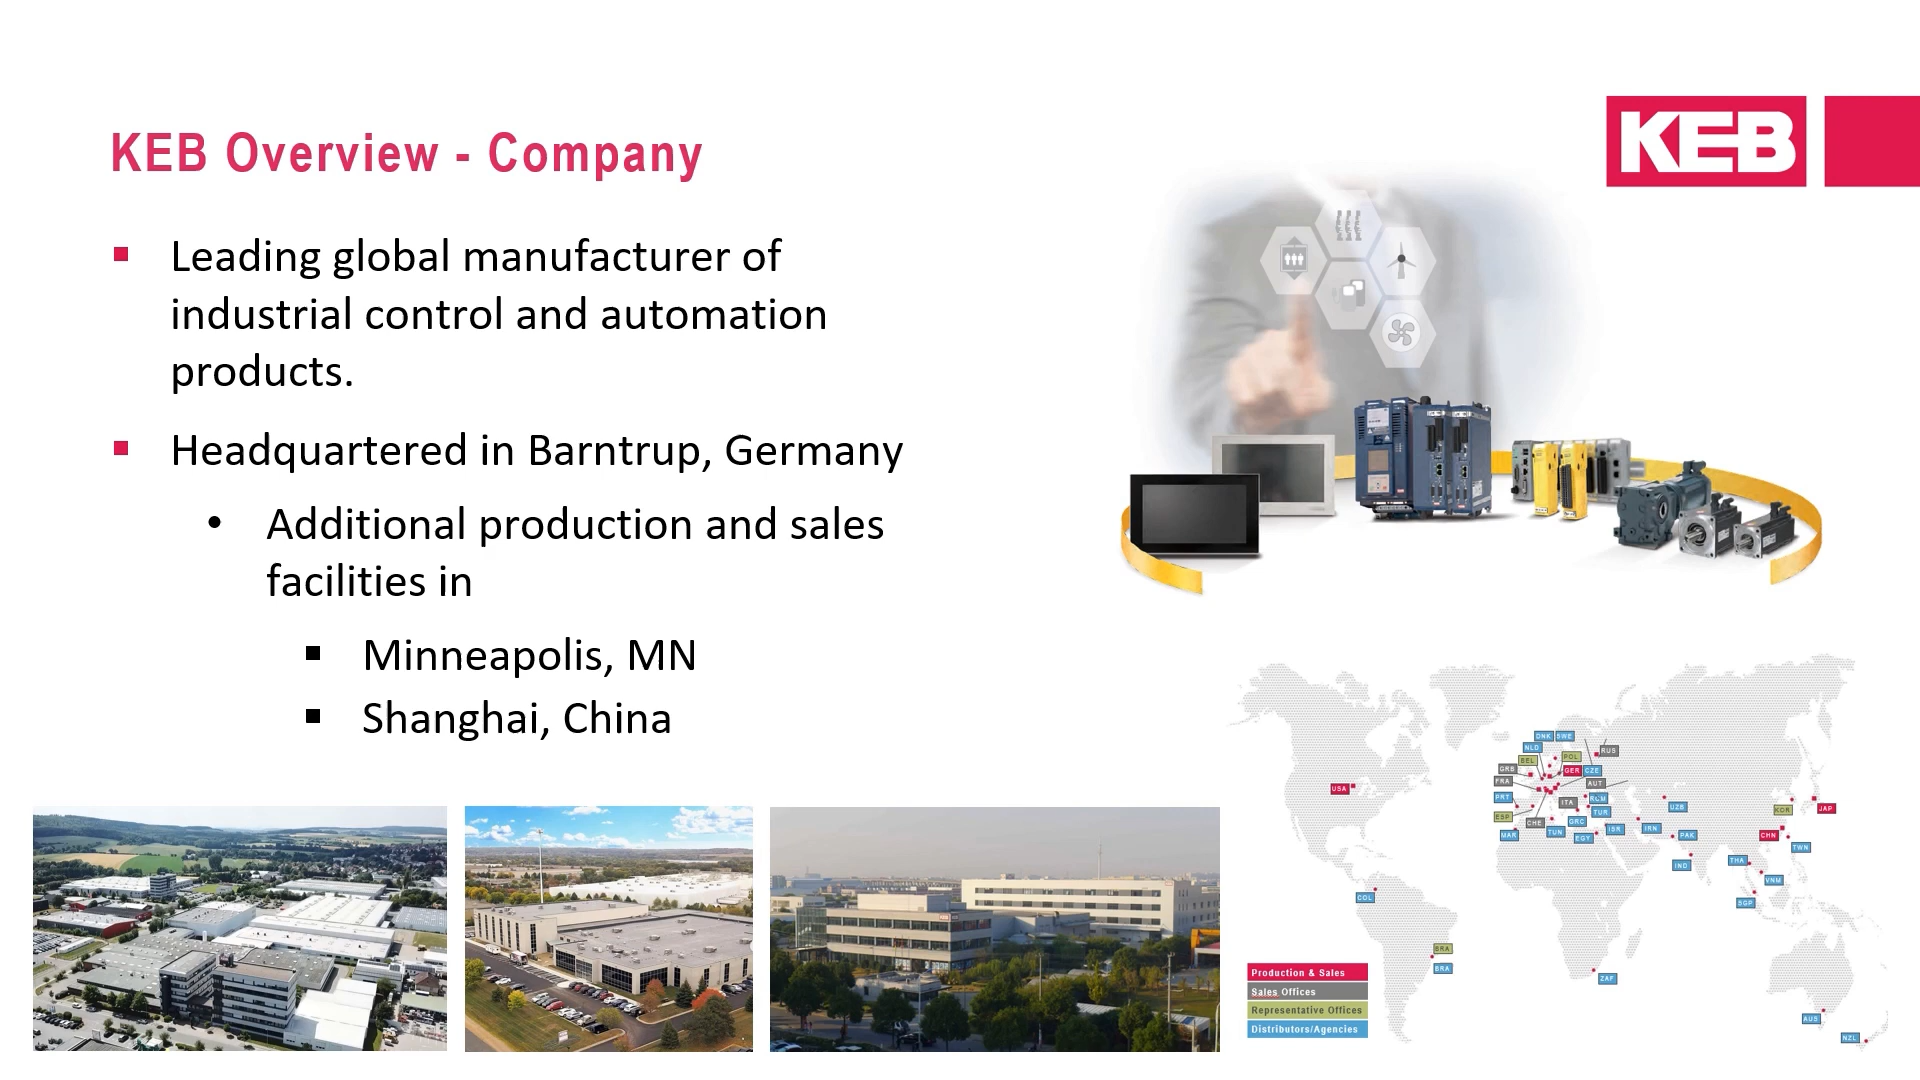 KEB Overview - Company
KEB
Leading global manufacturer of
industrial control and automation
products.
Headquartered in Barntrup, Germany
• Additional production and sales
facilities in
Minneapolis, MN
Shanghai, China
DNK SWE
NLD
RUS
BEL
POL
GRB
GER CZE
FRA
AUT
USA
PRT
ITA
ROM
UZB
KOR
JAP
ESP
CHE
GRC
TUR
MAR
TUN
EGY
ISR
IRN
PAK
CHN
TWN
IND
THA
VNM
COL
SGP
BRA
BRA
ZAF
AUS
NZL
Production & Sales
Sales Offices
Representative Offices
Distributors/Agencies